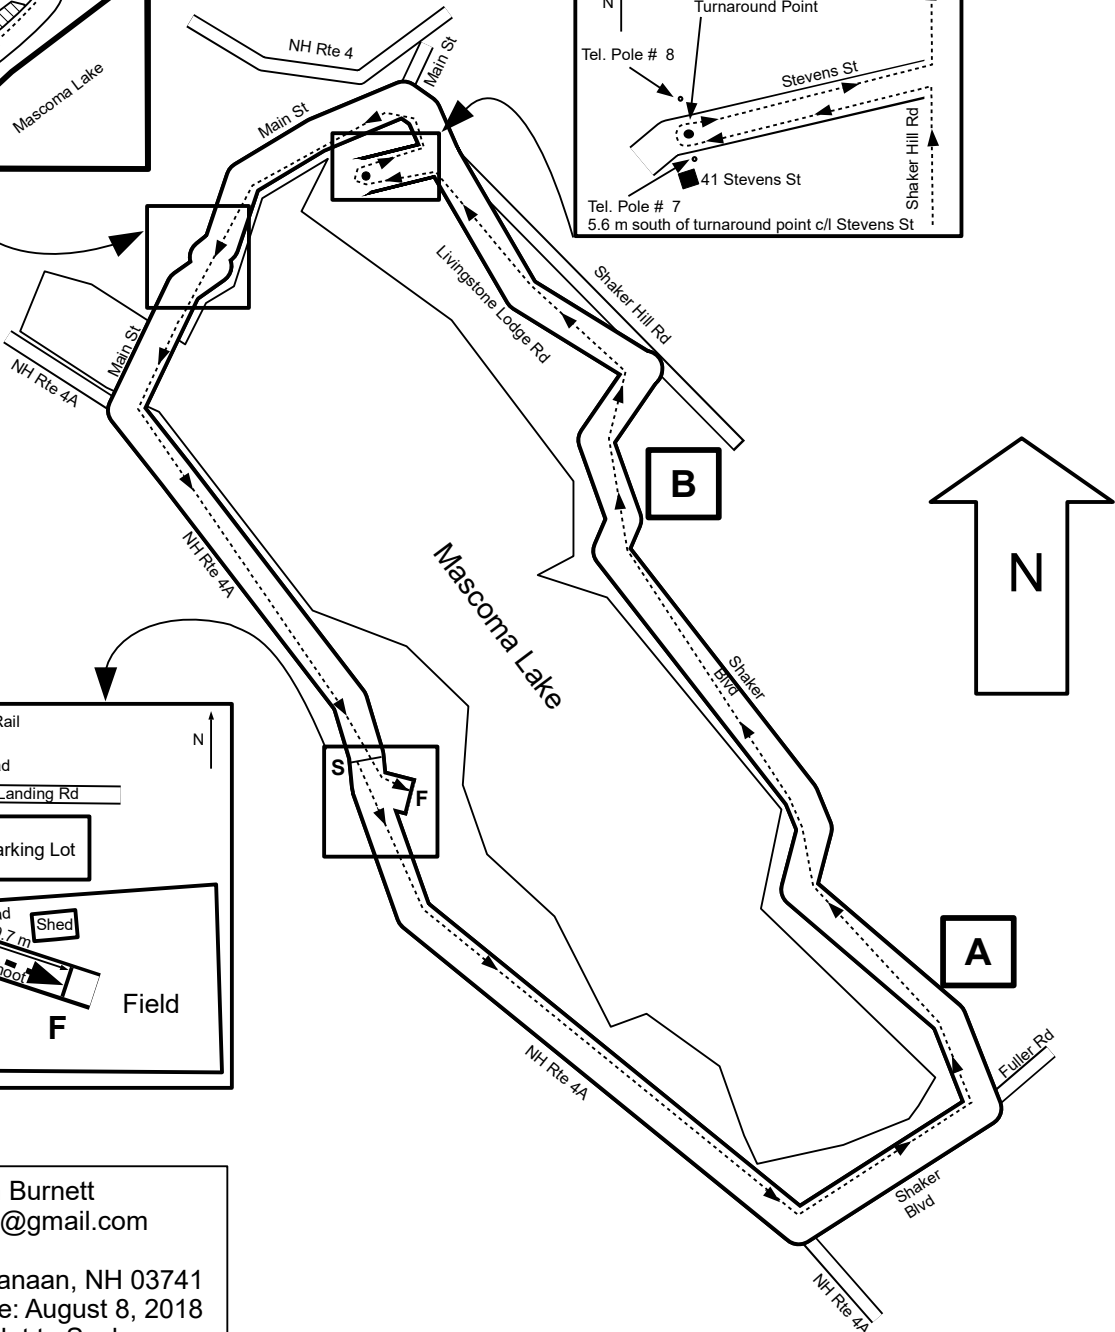 N
Turnaround Point
Tel. Pole # 8
Stevens St
Shaker Hill Rd
41 Stevens St
Tel. Pole # 7
5.6 m south of turnaround point c/l Stevens St
Mascoma Lake
NH Rte 4
Main St
Main St
Shaker Hill Rd
Livingstone Lodge Rd
Main St
NH Rte 4A
B
N
NH Rte 4A
Mascoma Lake
Shaker
Blvd
S
F
Rail
N
Landing Rd
arking Lot
Shed
.7 m
Field
F
A
Fuller Rd
NH Rte 4A
Shaker
Blvd
NH Rte 4A
Burnett
@gmail.com
anaan, NH 03741
e: August 8, 2018